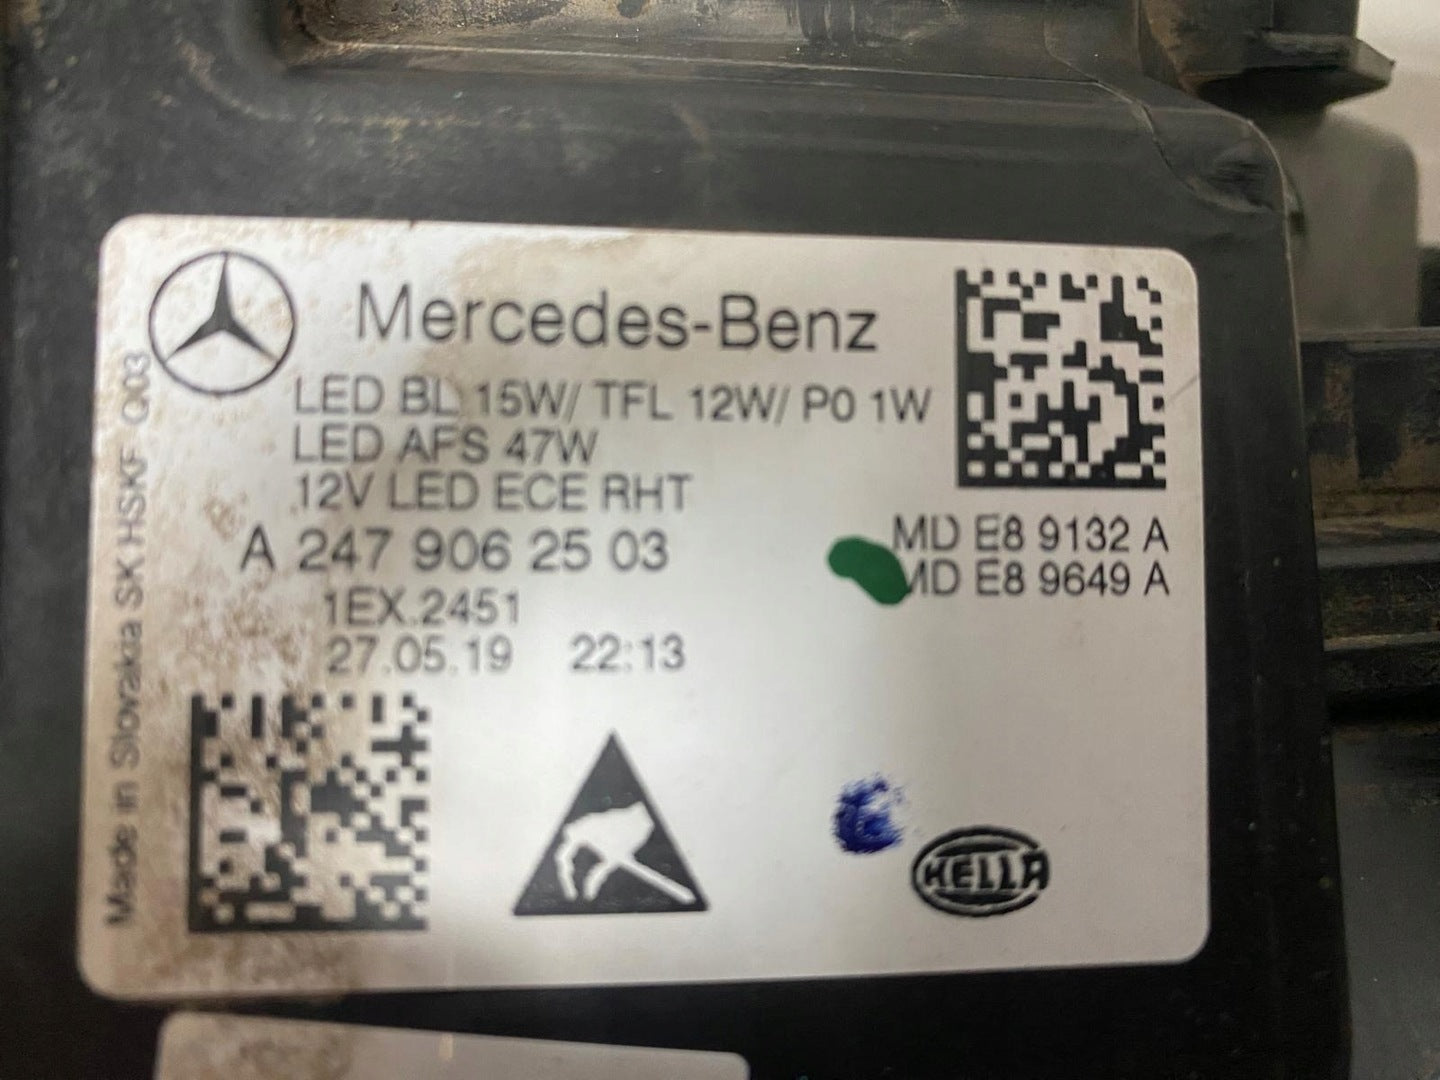 Mercedes-Benz
LED BL 15W/ TFL 12W/ P0 1W
LED AFS 47W
12V LED ECE RHT
A 247 906 25 03
MD E8 9132 A
MD E8 9649 A
1EX.2451
27.05.19 22:13
Made in Slovakia SK HSKF Q03
HELLA